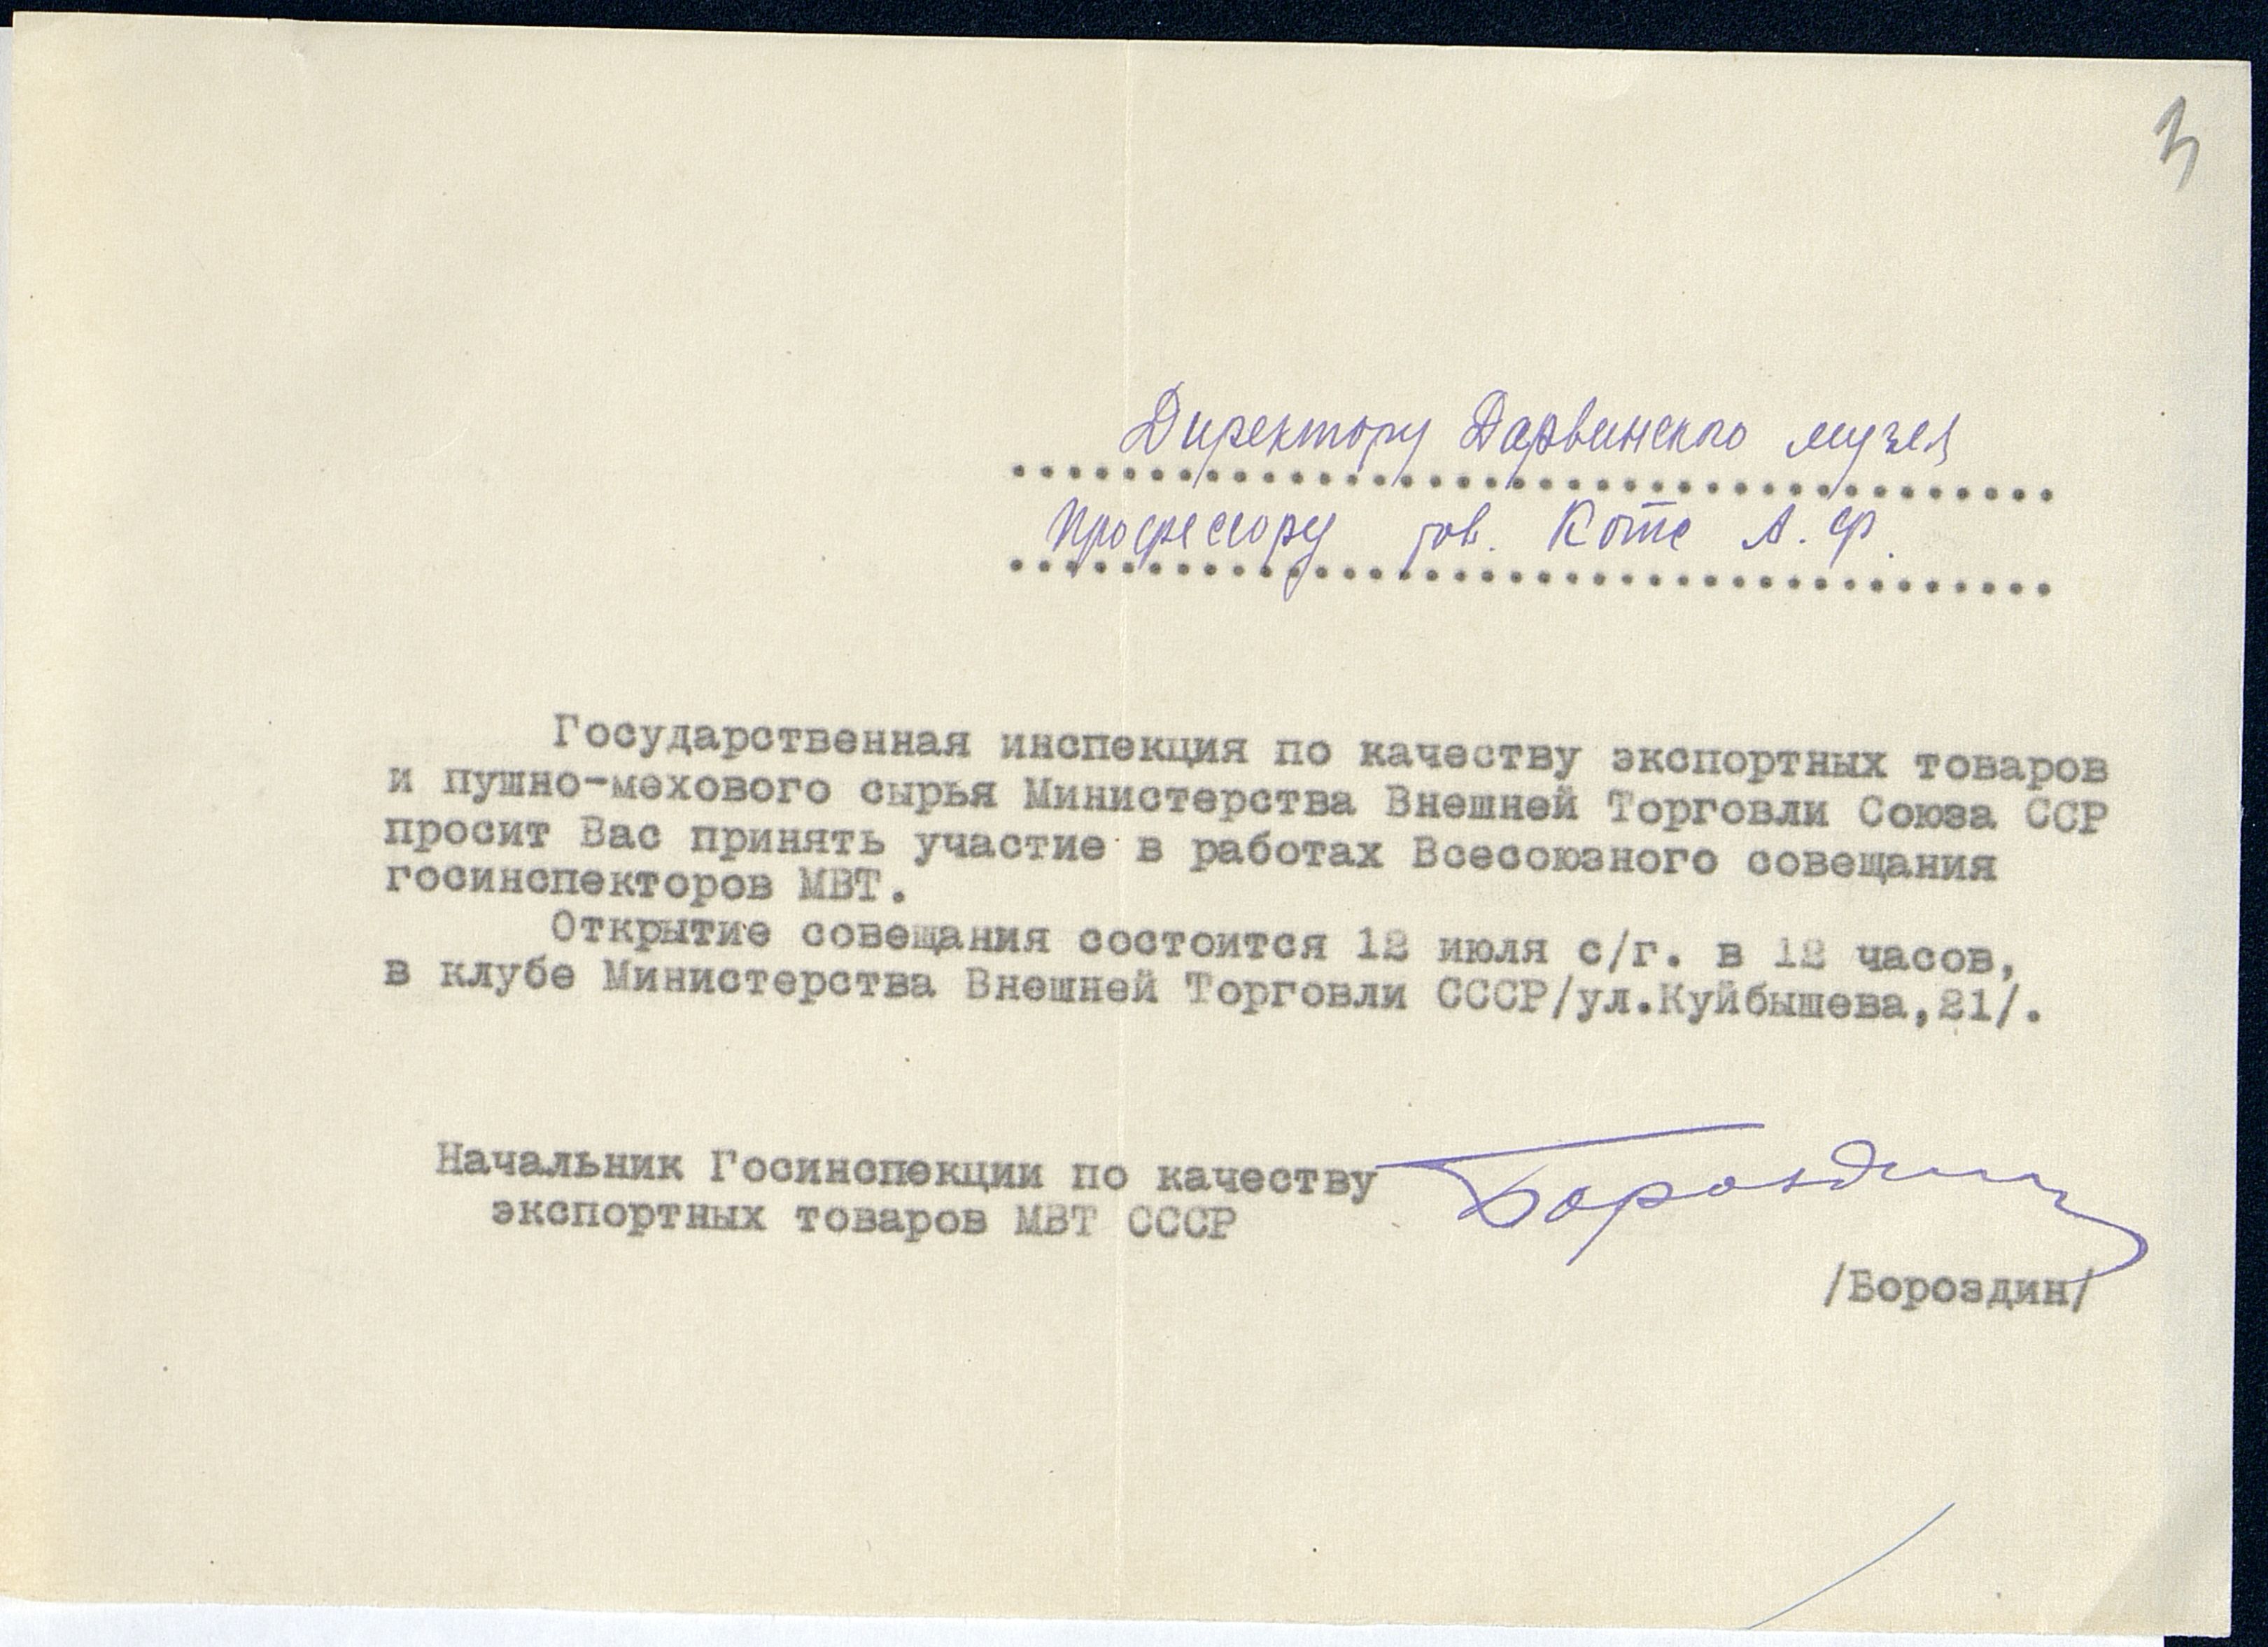 3
Директору Дарвинского музея
профессору тов. Котс А. Ф.
Государственная инспекция по качеству экспортных товаров
и пушно-мехового сырья Министерства Внешней Торговли Союза ССР
просит Вас принять участие в работах Всесоюзного совещания
госинспекторов МВТ.
Открытие совещания состоится 12 июля с/г. в 12 часов,
в клубе Министерства Внешней Торговли СССР/ул.Куйбышева,21/.
Начальник Госинспекции по качеству
экспортных товаров МВТ СССР
Бороздин
/Бороздин/